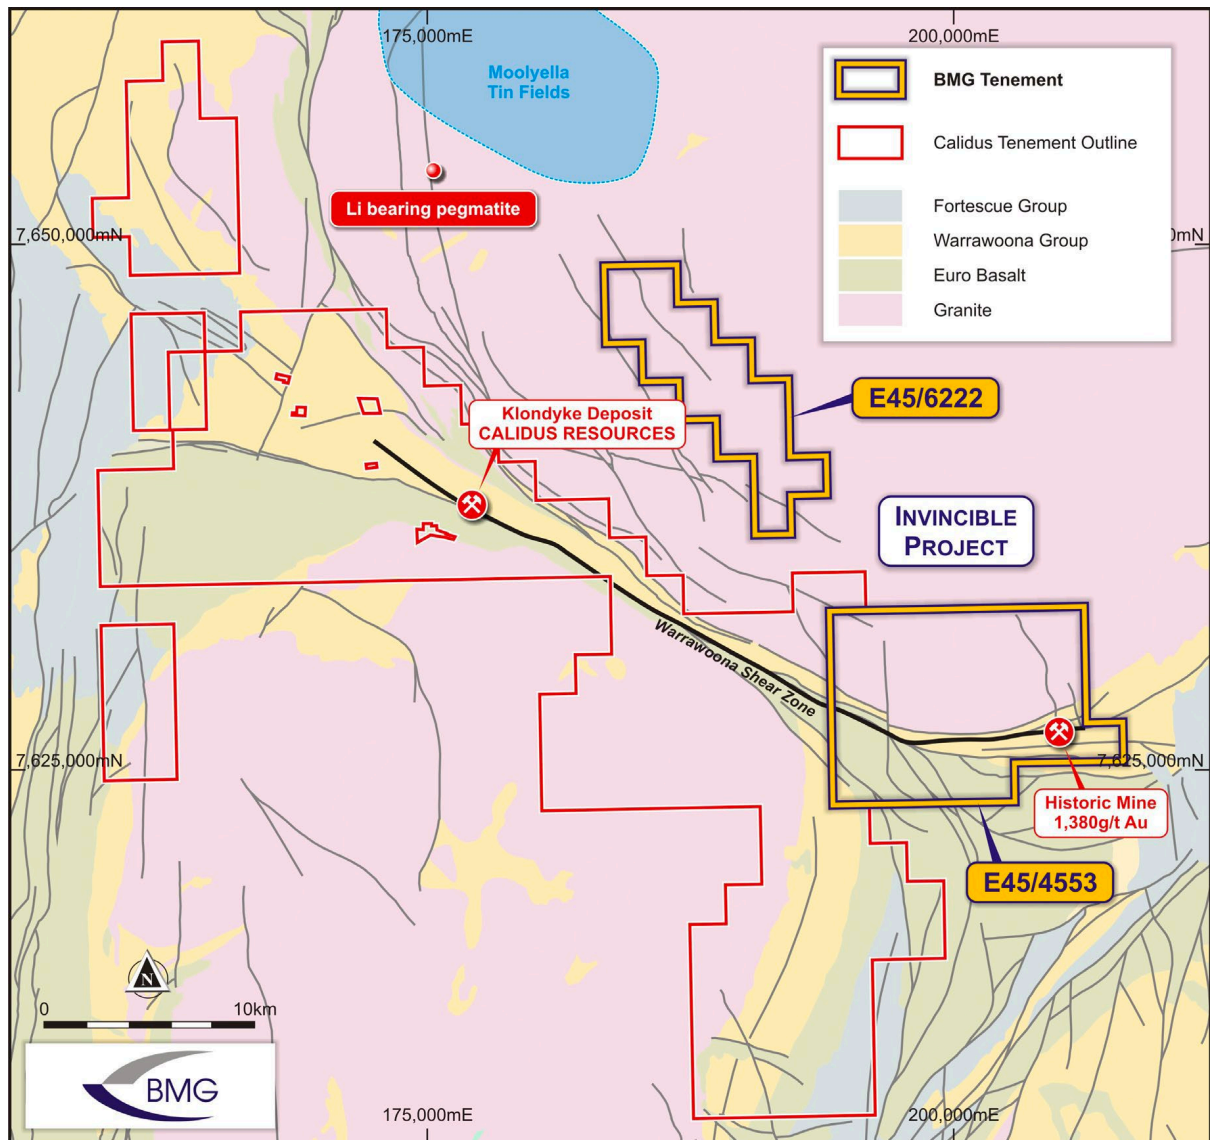 175,000mE
200,000mE
Moolyella
Tin Fields
BMG Tenement
Calidus Tenement Outline
Li bearing pegmatite
Fortescue Group
7,650,000mN
Warrawoona Group
Euro Basalt
Granite
E45/6222
Klondyke Deposit
CALIDUS RESOURCES
INVINCIBLE
PROJECT
Warrawoona Shear Zone
7,625,000mN
7,625,000mN
Historic Mine
1,380g/t Au
E45/4553
N
0
10km
BMG
175,000mE
200,000mE